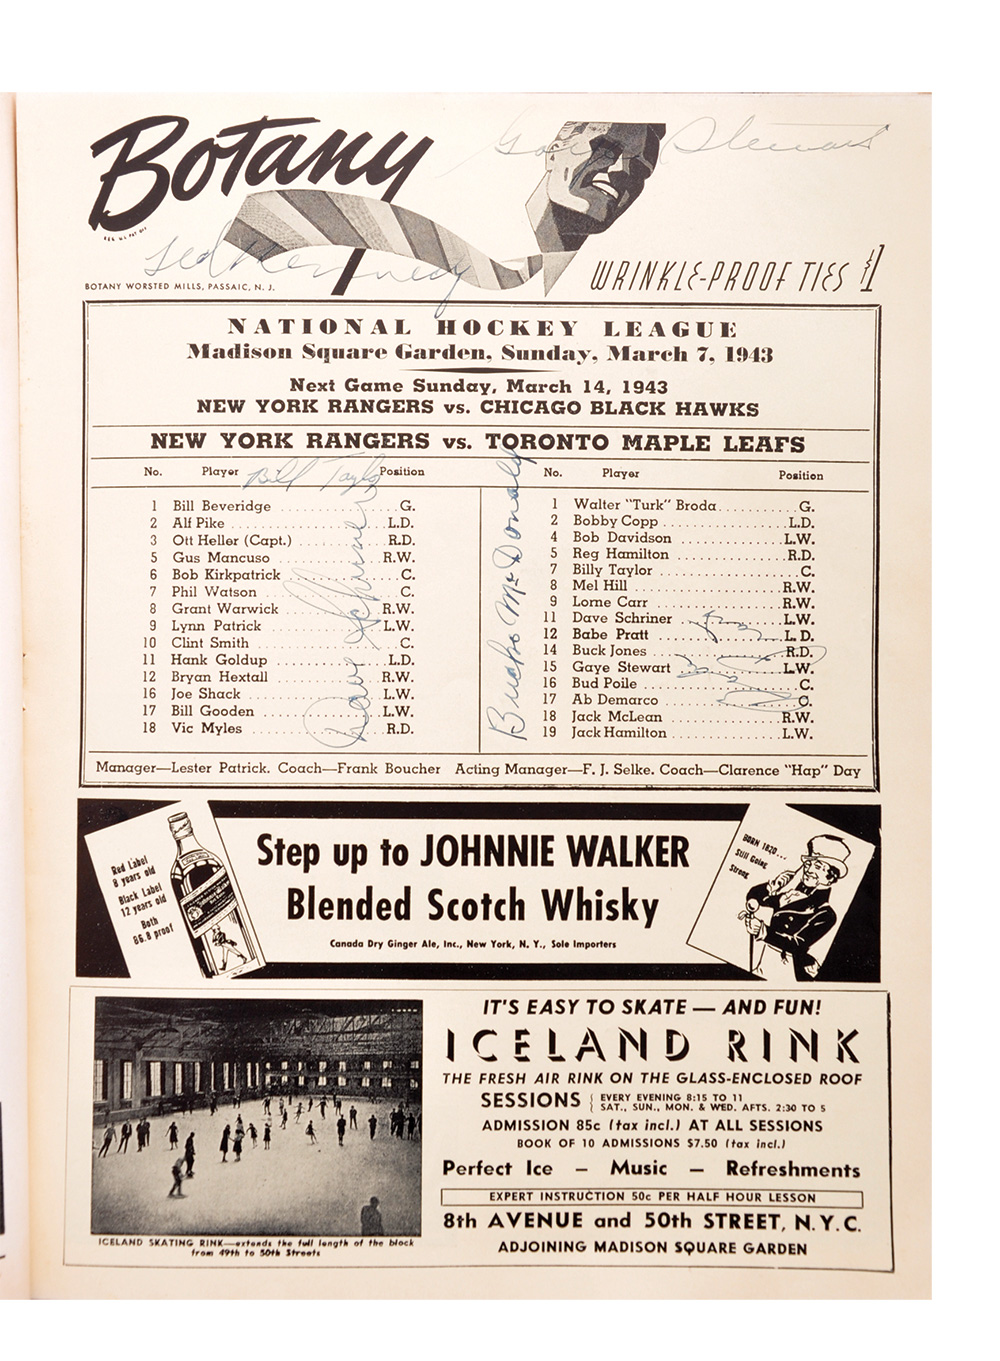 Botany
REG. U.S. PAT. OFF.
Gaye Stewart
Ted Kennedy
BOTANY WORSTED MILLS, PASSAIC, N. J.
WRINKLE-PROOF TIES $1
NATIONAL HOCKEY LEAGUE
Madison Square Garden, Sunday, March 7, 1943
Next Game Sunday, March 14, 1943
NEW YORK RANGERS vs. CHICAGO BLACK HAWKS
NEW YORK RANGERS vs. TORONTO MAPLE LEAFS
No. Player Position
Bill Taylor
1 Bill Beveridge G.
2 Alf Pike L.D.
3 Ott Heller (Capt.) R.D.
5 Gus Mancuso R.W.
6 Bob Kirkpatrick C.
7 Phil Watson C.
8 Grant Warwick R.W.
9 Lynn Patrick L.W.
10 Clint Smith C.
11 Hank Goldup L.D.
12 Bryan Hextall R.W.
16 Joe Shack L.W.
17 Bill Gooden L.W.
18 Vic Myles R.D.
Dave Schriner
Bucko McDonald
No. Player Position
1 Walter "Turk" Broda G.
2 Bobby Copp L.D.
4 Bob Davidson L.W.
5 Reg Hamilton R.D.
7 Billy Taylor C.
8 Mel Hill R.W.
9 Lorne Carr R.W.
11 Dave Schriner L.W.
12 Babe Pratt L.D.
14 Buck Jones R.D.
15 Gaye Stewart L.W.
16 Bud Poile C.
17 Ab Demarco C.
18 Jack McLean R.W.
19 Jack Hamilton L.W.
Manager—Lester Patrick. Coach—Frank Boucher Acting Manager—F. J. Selke. Coach—Clarence "Hap" Day
Red Label
8 years old
Black Label
12 years old
Both
86.8 proof
Step up to JOHNNIE WALKER
Blended Scotch Whisky
Canada Dry Ginger Ale, Inc., New York, N. Y., Sole Importers
BORN 1820...
Still Going
Strong
IT'S EASY TO SKATE — AND FUN!
ICELAND RINK
THE FRESH AIR RINK ON THE GLASS-ENCLOSED ROOF
SESSIONS { EVERY EVENING 8:15 TO 11
SAT., SUN., MON. & WED. AFTS. 2:30 TO 5
ADMISSION 85c (tax incl.) AT ALL SESSIONS
BOOK OF 10 ADMISSIONS $7.50 (tax incl.)
Perfect Ice – Music – Refreshments
EXPERT INSTRUCTION 50c PER HALF HOUR LESSON
8th AVENUE and 50th STREET, N.Y.C.
ADJOINING MADISON SQUARE GARDEN
ICELAND SKATING RINK—extends the full length of the block
from 49th to 50th Streets